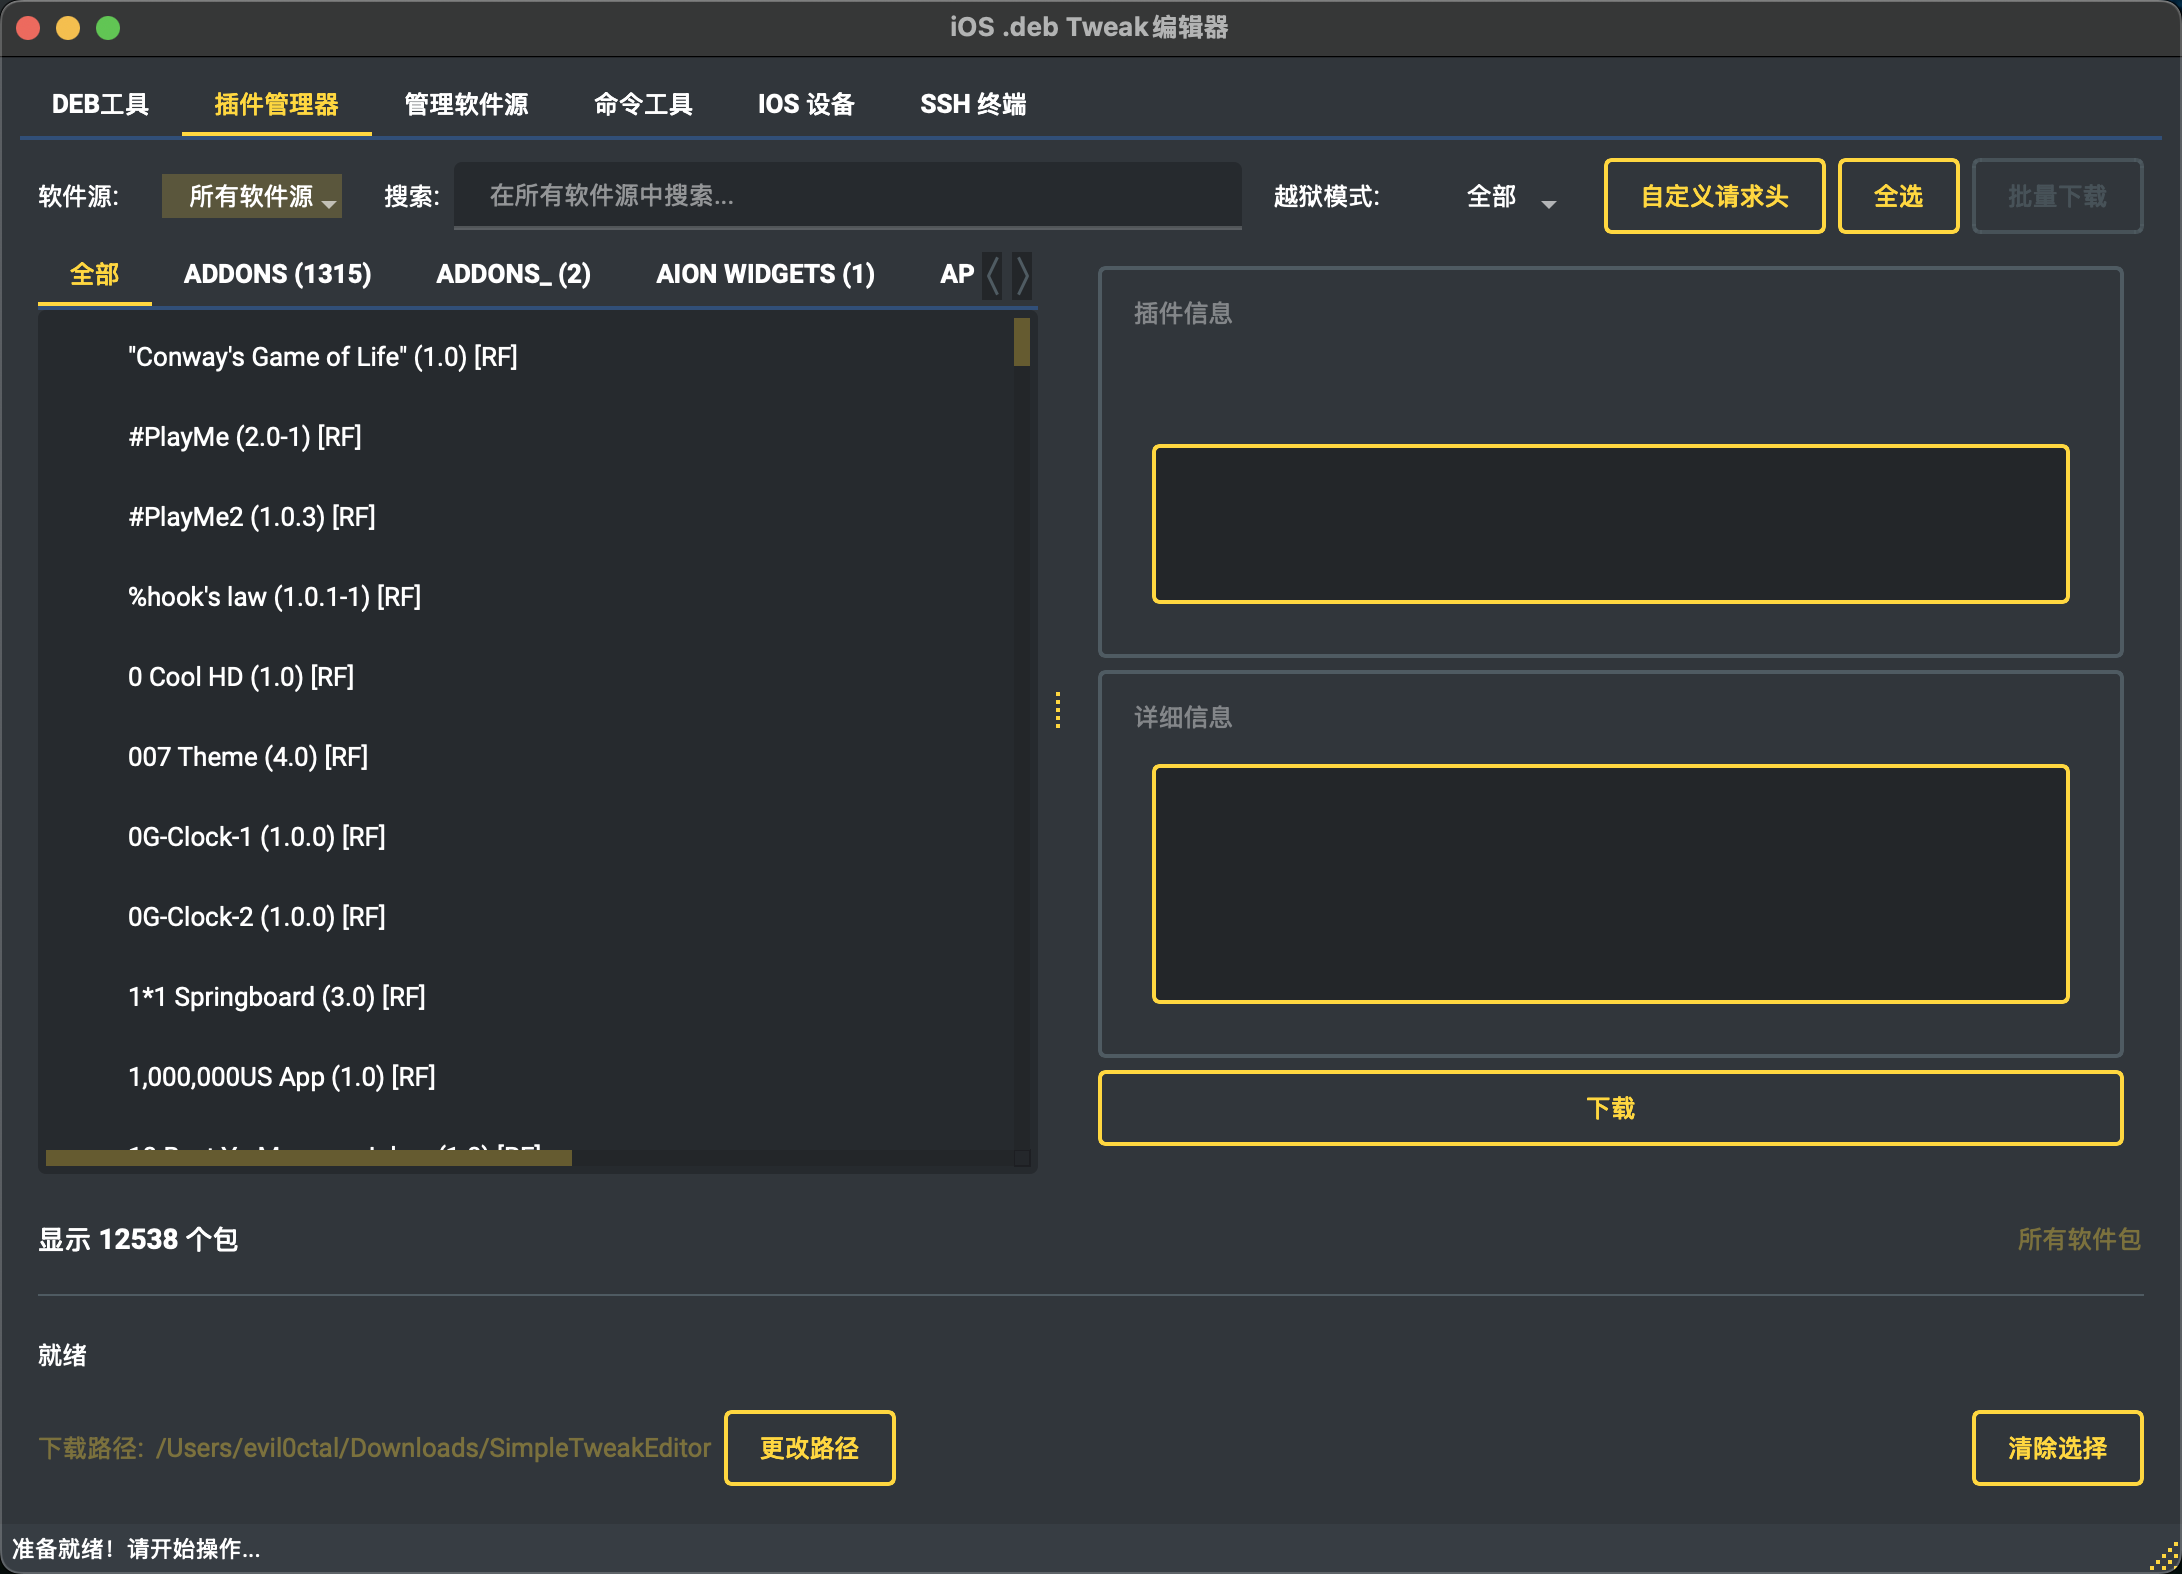 iOS .deb Tweak编辑器
DEB工具 插件管理器 管理软件源 命令工具 IOS 设备 SSH 终端
软件源: 所有软件源 搜索: 在所有软件源中搜索... 越狱模式: 全部 自定义请求头 全选 批量下载
全部 ADDONS (1315) ADDONS_ (2) AION WIDGETS (1) AP
插件信息
"Conway's Game of Life" (1.0) [RF]
#PlayMe (2.0-1) [RF]
#PlayMe2 (1.0.3) [RF]
%hook's law (1.0.1-1) [RF]
0 Cool HD (1.0) [RF]
007 Theme (4.0) [RF]
0G-Clock-1 (1.0.0) [RF]
0G-Clock-2 (1.0.0) [RF]
1*1 Springboard (3.0) [RF]
1,000,000US App (1.0) [RF]
详细信息
下载
显示 12538 个包
所有软件包
就绪
下载路径: /Users/evil0ctal/Downloads/SimpleTweakEditor 更改路径 清除选择
准备就绪！请开始操作...